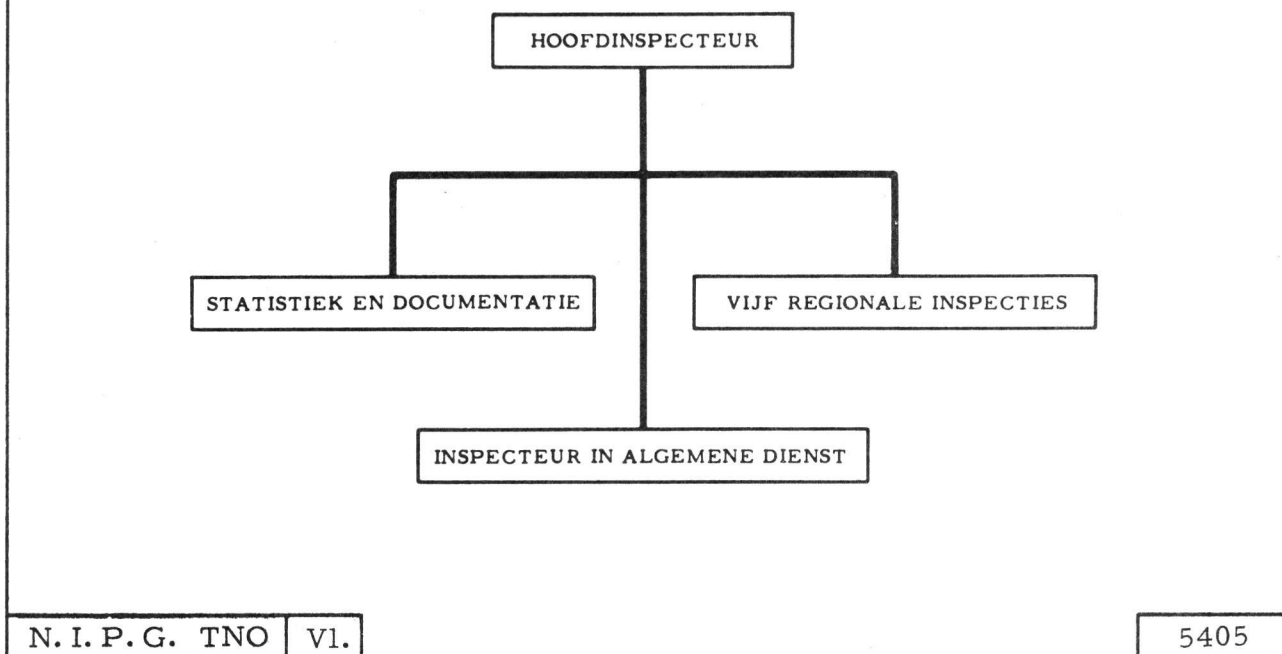 HOOFDINSPECTEUR
STATISTIEK EN DOCUMENTATIE
VIJF REGIONALE INSPECTIES
INSPECTEUR IN ALGEMENE DIENST
N. I. P. G. TNO Vl.
5405